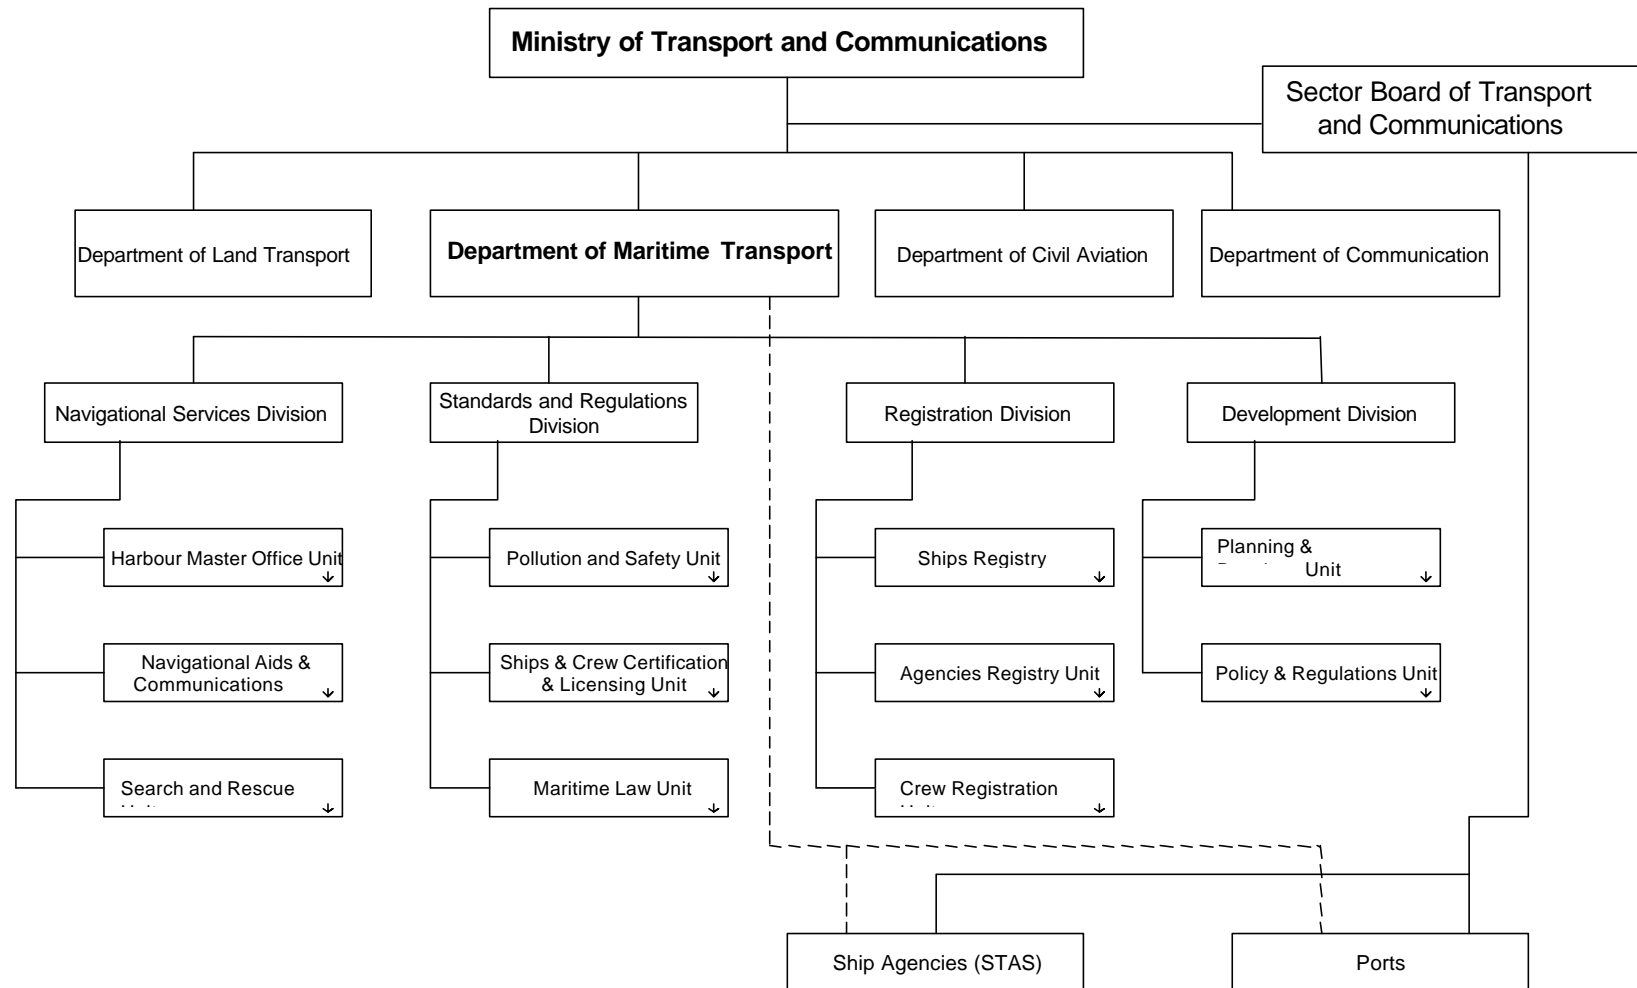 Ministry of Transport and Communications
Sector Board of Transport
and Communications
Department of Land Transport
Department of Maritime Transport
Department of Civil Aviation
Department of Communication
Navigational Services Division
Standards and Regulations
Division
Registration Division
Development Division
Harbour Master Office Unit
Pollution and Safety Unit
Ships Registry
Planning &
Unit
Navigational Aids &
Communications
Ships & Crew Certification
& Licensing Unit
Agencies Registry Unit
Policy & Regulations Unit
Search and Rescue
Maritime Law Unit
Crew Registration
Ship Agencies (STAS)
Ports